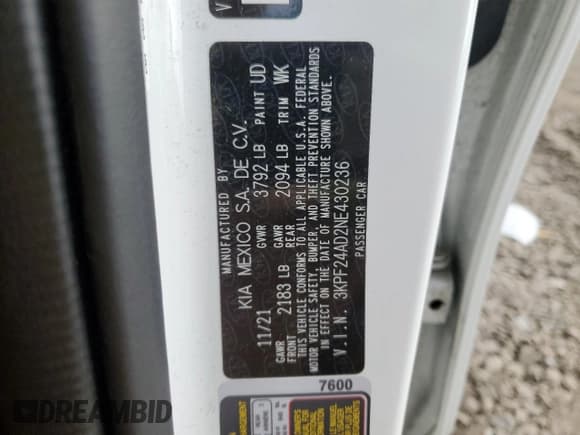 MANUFACTURED BY
KIA MEXICO S.A. DE C.V.
11/21 GVWR 3792 LB PAINT UD
GAWR FRONT 2183 LB GAWR REAR 2094 LB TRIM WK
THIS VEHICLE CONFORMS TO ALL APPLICABLE U.S.A. FEDERAL
MOTOR VEHICLE SAFETY, BUMPER, AND THEFT PREVENTION STANDARDS
IN EFFECT ON THE DATE OF MANUFACTURE SHOWN ABOVE.
V.I.N. 3KPF24AD2NE430236
PASSENGER CAR
7600
DREAMBID